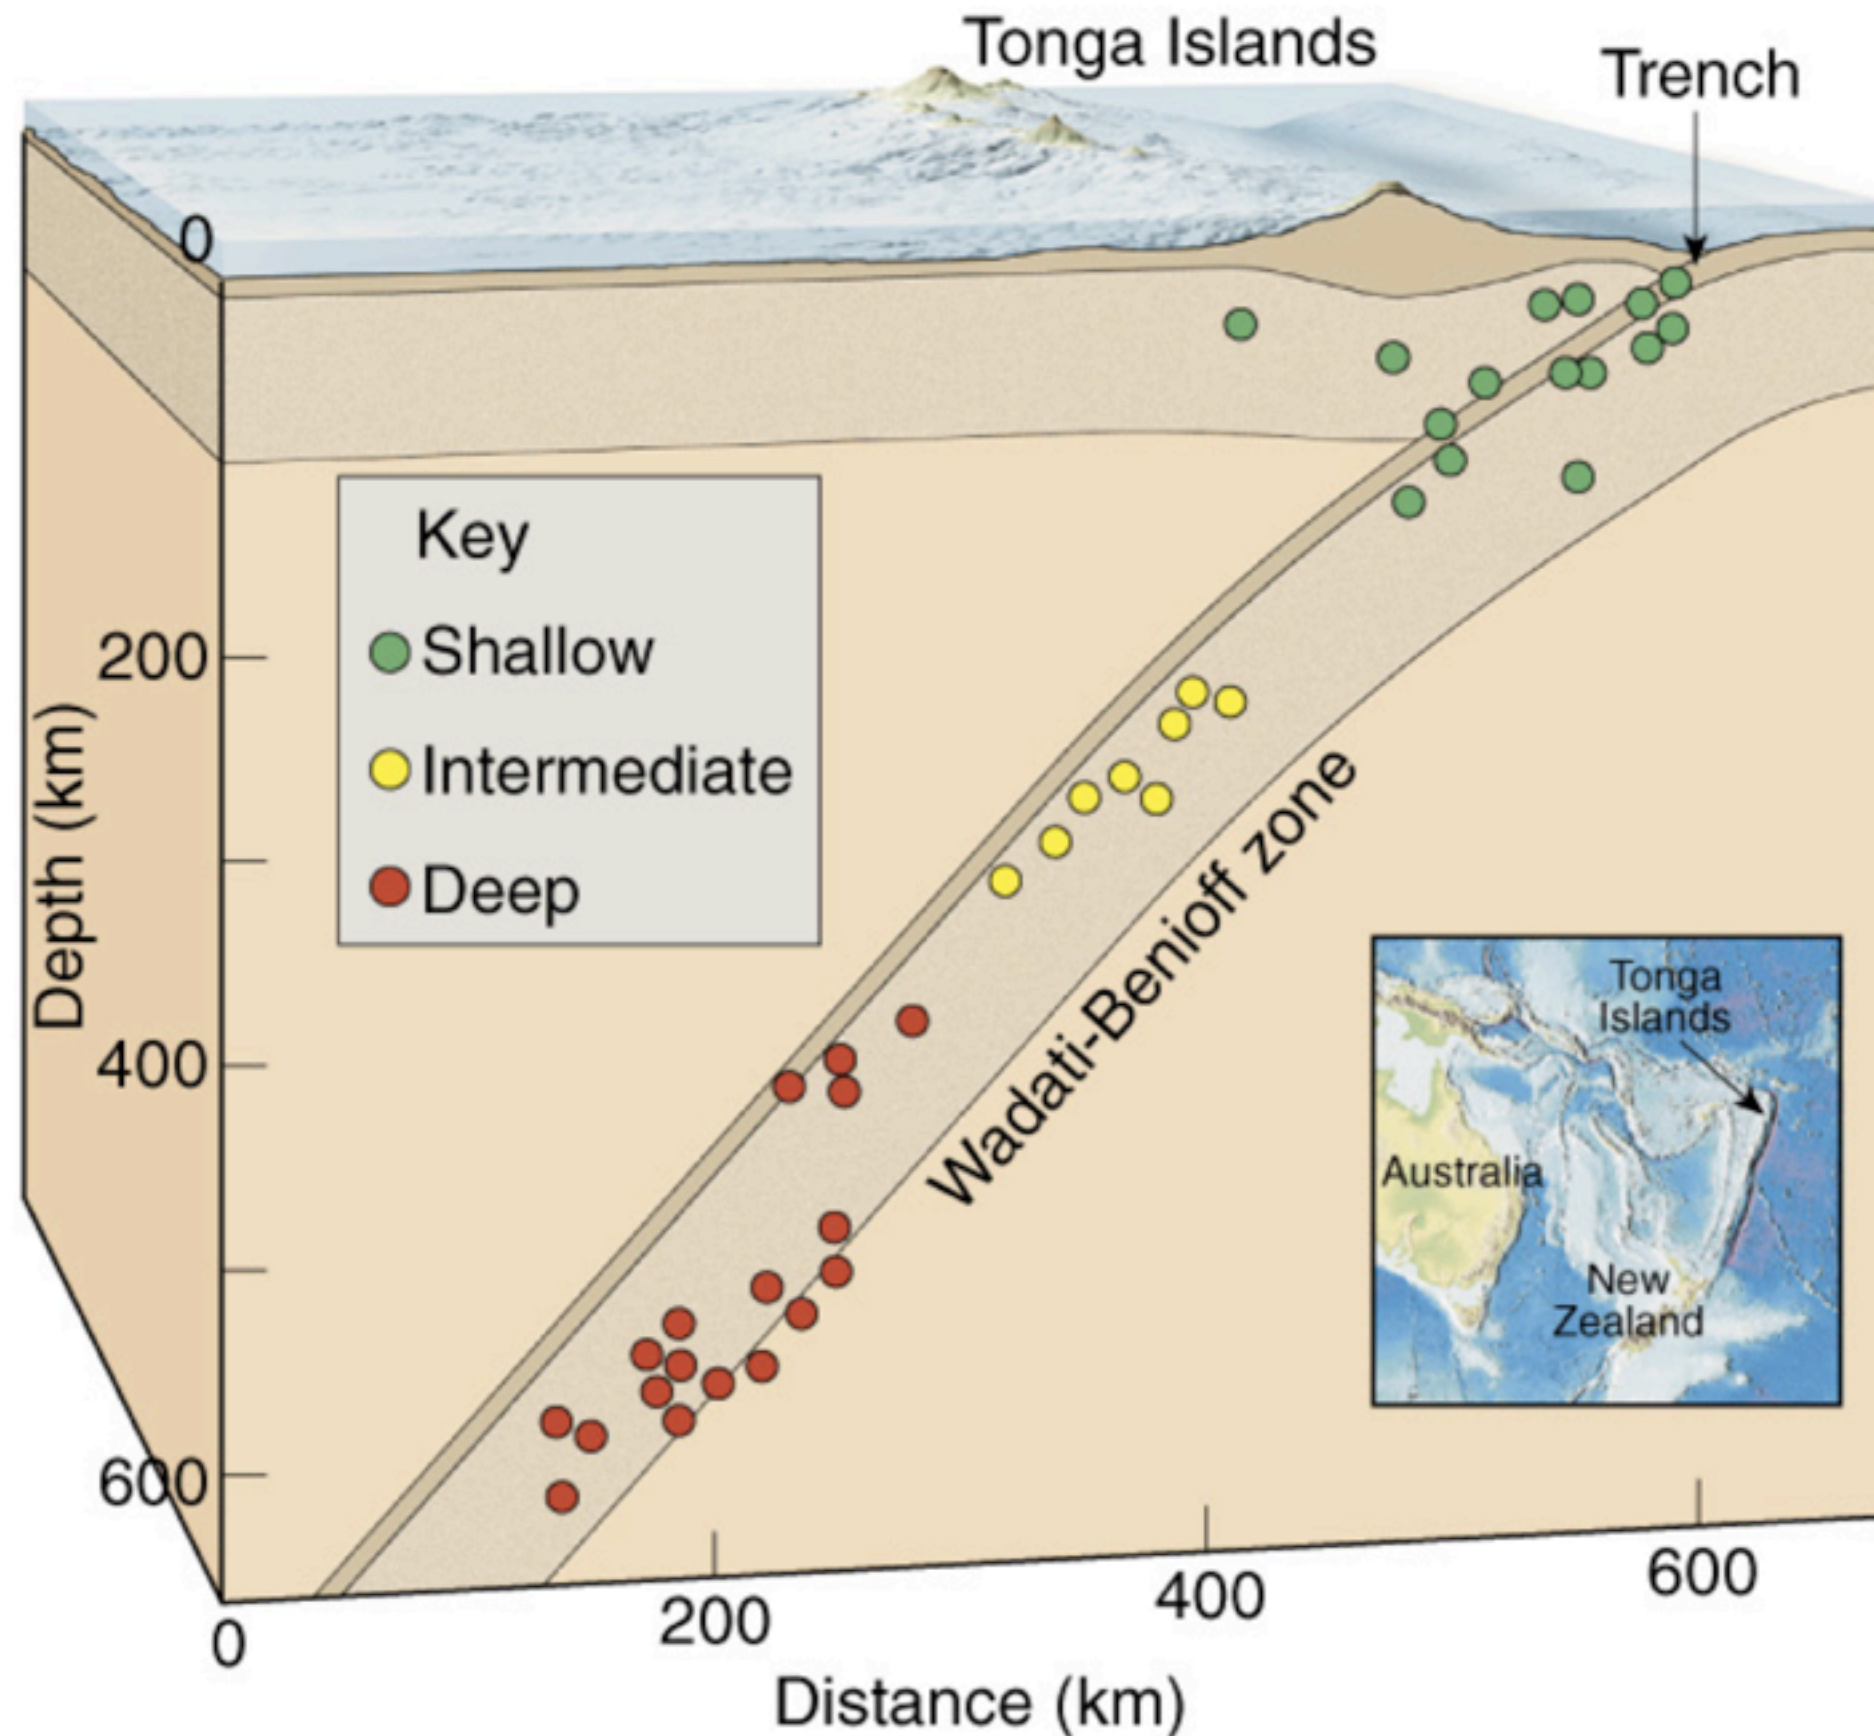 Tonga Islands
Trench
0
200
400
600
Depth (km)
Key
Shallow
Intermediate
Deep
Wadati-Benioff zone
Tonga
Islands
Australia
New
Zealand
0
200
400
600
Distance (km)